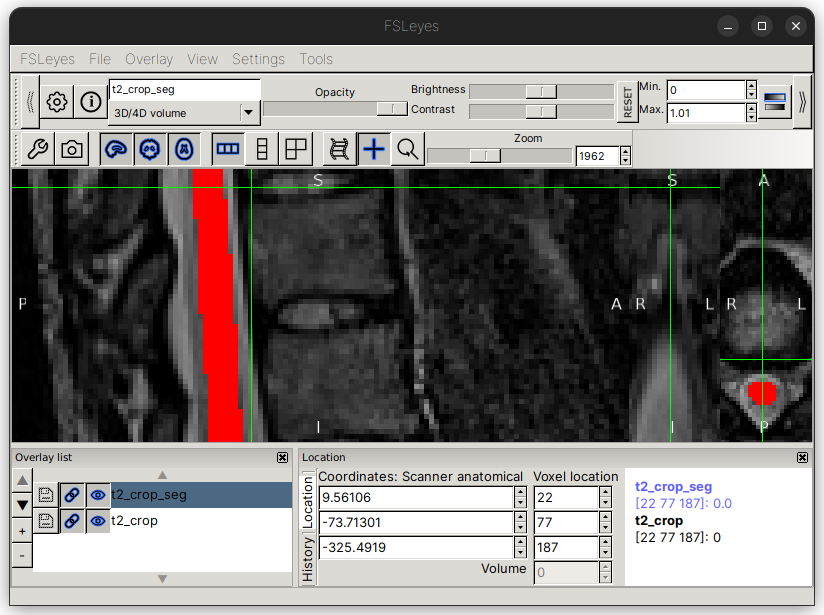 FSLeyes
FSLeyes File Overlay View Settings Tools
t2_crop_seg
3D/4D volume
Opacity
Brightness
Contrast
RESET
Min. 0
Max. 1.01
Zoom
1962
S S A
P A R L R L
I I P
Overlay list
t2_crop_seg
t2_crop
+
-
Location
Location
History
Coordinates: Scanner anatomical Voxel location
9.56106 22
-73.71301 77
-325.4919 187
Volume 0
t2_crop_seg
[22 77 187]: 0.0
t2_crop
[22 77 187]: 0